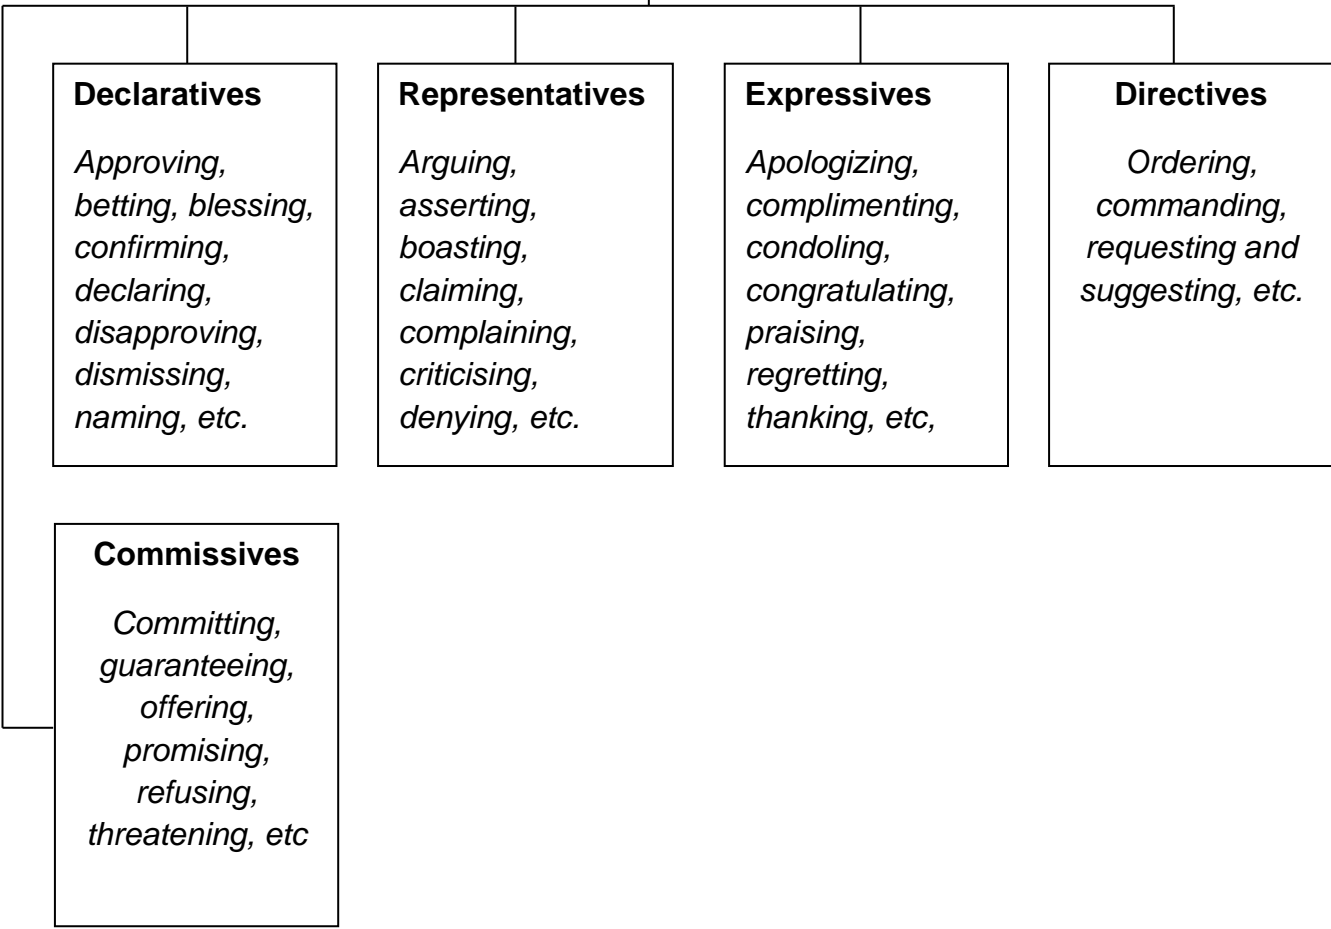 Declaratives
Approving,
betting, blessing,
confirming,
declaring,
disapproving,
dismissing,
naming, etc.
Representatives
Arguing,
asserting,
boasting,
claiming,
complaining,
criticising,
denying, etc.
Expressives
Apologizing,
complimenting,
condoling,
congratulating,
praising,
regretting,
thanking, etc,
Directives
Ordering,
commanding,
requesting and
suggesting, etc.
Commissives
Committing,
guaranteeing,
offering,
promising,
refusing,
threatening, etc